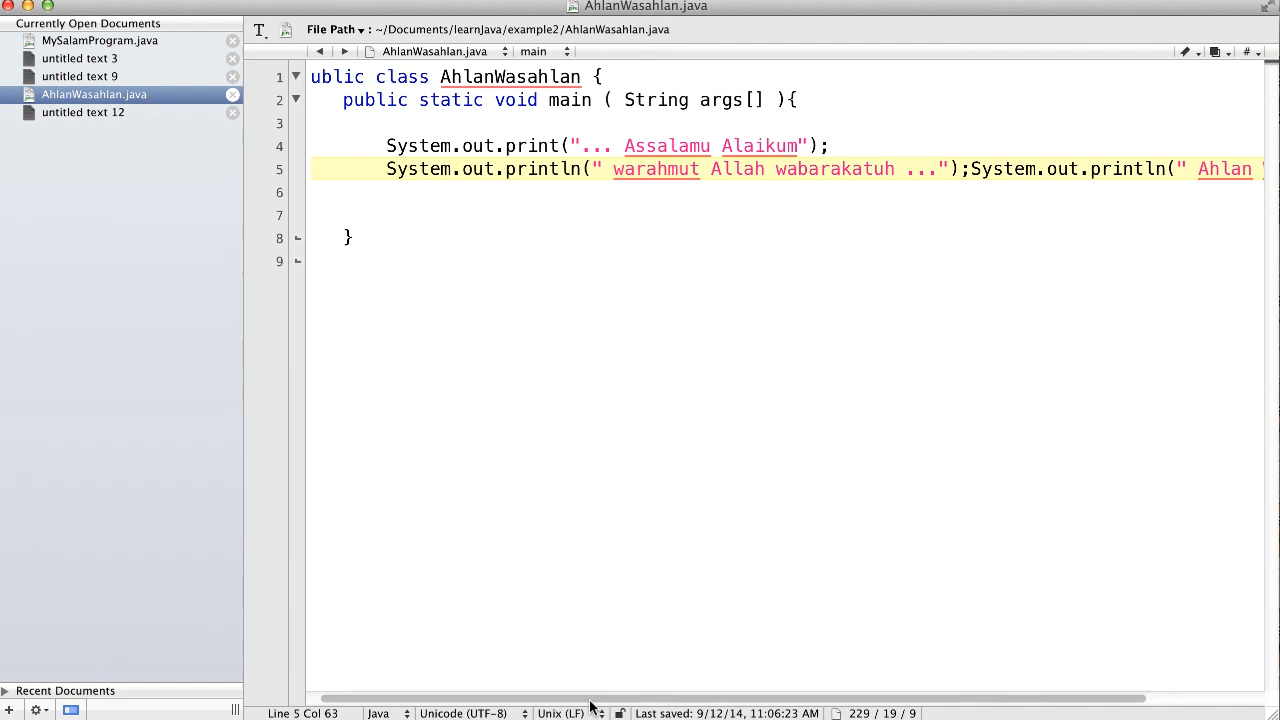 AhlanWasahlan.java
Currently Open Documents
MySalamProgram.java
untitled text 3
untitled text 9
AhlanWasahlan.java
untitled text 12
Recent Documents
File Path ▾ : ~/Documents/learnJava/example2/AhlanWasahlan.java
AhlanWasahlan.java main #
1 ublic class AhlanWasahlan {
2 public static void main ( String args[] ){
3
4 System.out.print("... Assalamu Alaikum");
5 System.out.println(" warahmut Allah wabarakatuh ...");System.out.println(" Ahlan
6
7
8 }
9
Line 5 Col 63 Java Unicode (UTF-8) Unix (LF) Last saved: 9/12/14, 11:06:23 AM 229 / 19 / 9